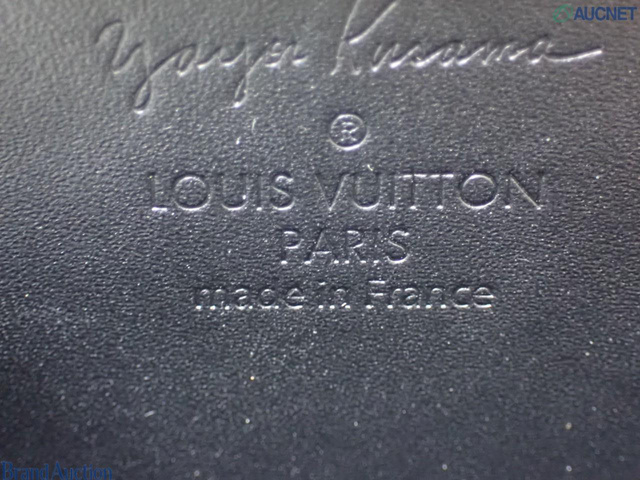 AUCNET
Yayoi Kusama
®
LOUIS VUITTON
PARIS
made in France
Brand Auction